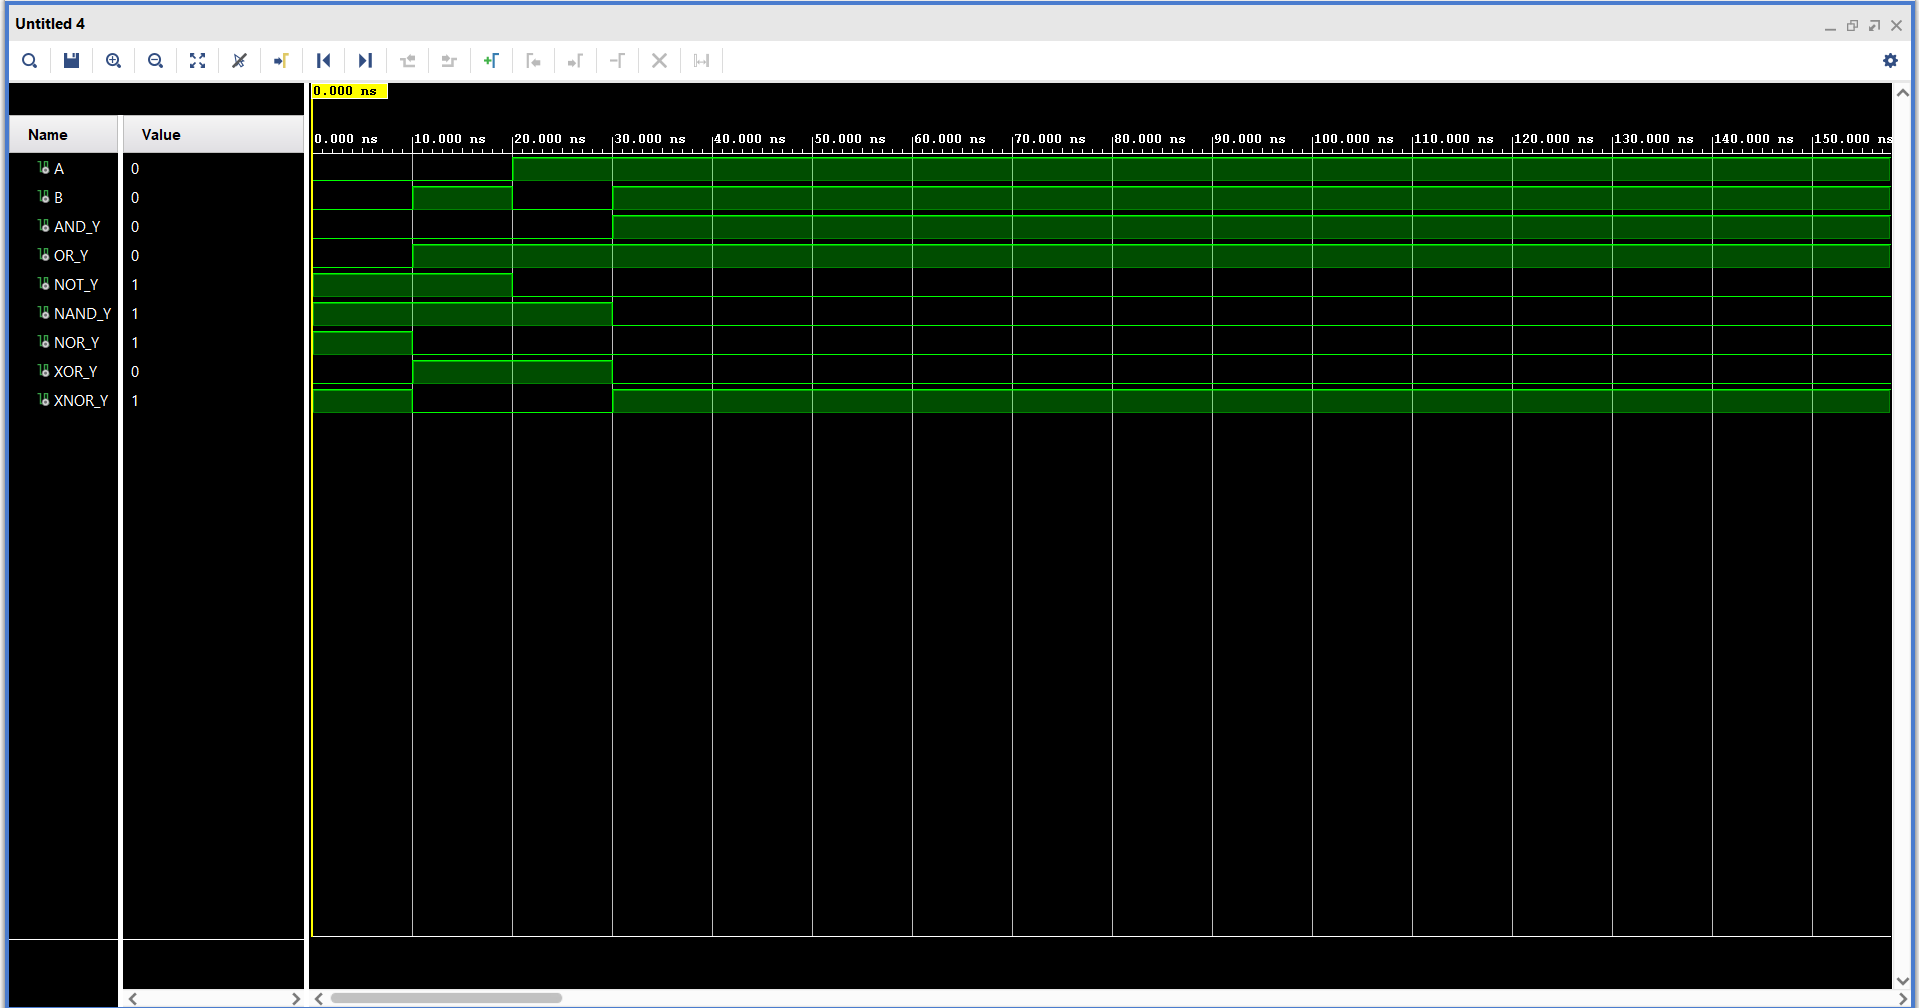 Untitled 4
0.000 ns
Name Value
0.000 ns 10.000 ns 20.000 ns 30.000 ns 40.000 ns 50.000 ns 60.000 ns 70.000 ns 80.000 ns 90.000 ns 100.000 ns 110.000 ns 120.000 ns 130.000 ns 140.000 ns 150.000 ns
A 0
B 0
AND_Y 0
OR_Y 0
NOT_Y 1
NAND_Y 1
NOR_Y 1
XOR_Y 0
XNOR_Y 1